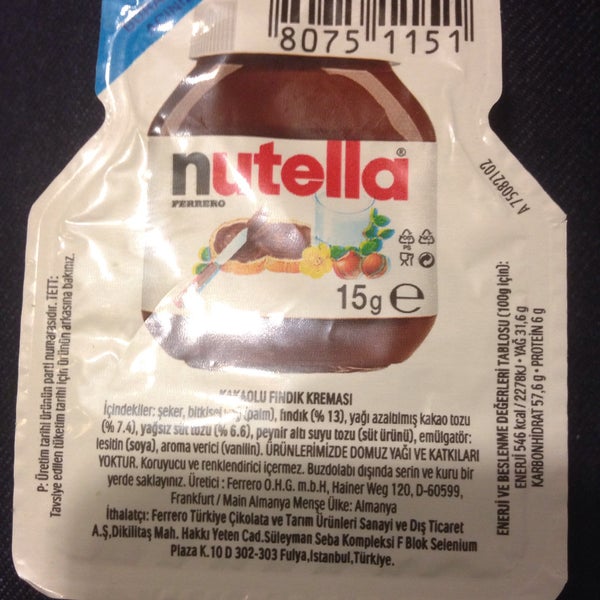 8075 1151
nutella®
FERRERO
15g e
A 75082102
P: Üretim tarihi ürünün parti numarasıdır. TETT:
Tavsiye edilen tüketim tarihi için ürünün arkasına bakınız.
ENERJİ VE BESLENME DEĞERLERİ TABLOSU (100g için):
ENERJİ 546 kcal / 2278kJ • YAĞ 31,6 g
KARBONHİDRAT 57,6 g • PROTEİN 6 g
KAKAOLU FINDIK KREMASI
İçindekiler: şeker, bitkisel yağ (palm), fındık (% 13), yağı azaltılmış kakao tozu
(% 7.4), yağsız süt tozu (% 6.6), peynir altı suyu tozu (süt ürünü), emülgatör:
lesitin (soya), aroma verici (vanilin). ÜRÜNLERİMİZDE DOMUZ YAĞI VE KATKILARI
YOKTUR. Koruyucu ve renklendirici içermez. Buzdolabı dışında serin ve kuru bir
yerde saklayınız. Üretici : Ferrero O.H.G. m.b.H, Hainer Weg 120, D-60599,
Frankfurt / Main Almanya Menşe Ülke: Almanya
İthalatçı: Ferrero Türkiye Çikolata ve Tarım Ürünleri Sanayi ve Dış Ticaret
A.Ş,Dikilitaş Mah. Hakkı Yeten Cad.Süleyman Seba Kompleksi F Blok Selenium
Plaza K.10 D 302-303 Fulya,İstanbul,Türkiye.